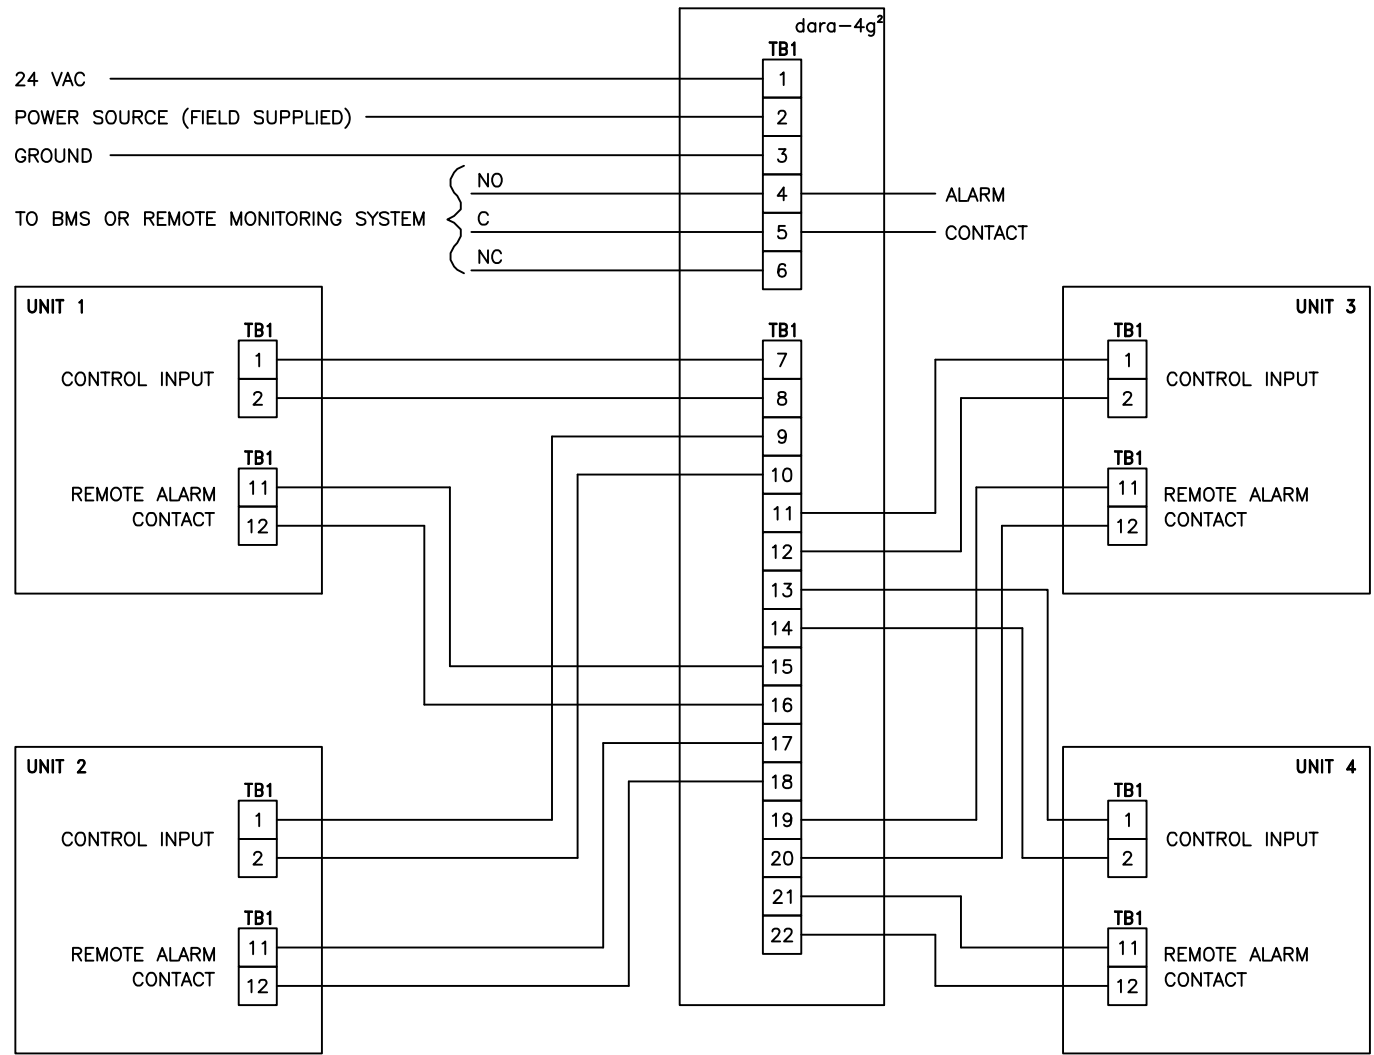 dara-4g²
TB1
24 VAC
1
POWER SOURCE (FIELD SUPPLIED)
2
GROUND
3
TO BMS OR REMOTE MONITORING SYSTEM
NO
4
ALARM
C
5
CONTACT
NC
6
UNIT 1
TB1
CONTROL INPUT
1
2
TB1
REMOTE ALARM
CONTACT
11
12
UNIT 2
TB1
CONTROL INPUT
1
2
TB1
REMOTE ALARM
CONTACT
11
12
TB1
7
8
9
10
11
12
13
14
15
16
17
18
19
20
21
22
UNIT 3
TB1
1
2
CONTROL INPUT
TB1
11
12
REMOTE ALARM
CONTACT
UNIT 4
TB1
1
2
CONTROL INPUT
TB1
11
12
REMOTE ALARM
CONTACT